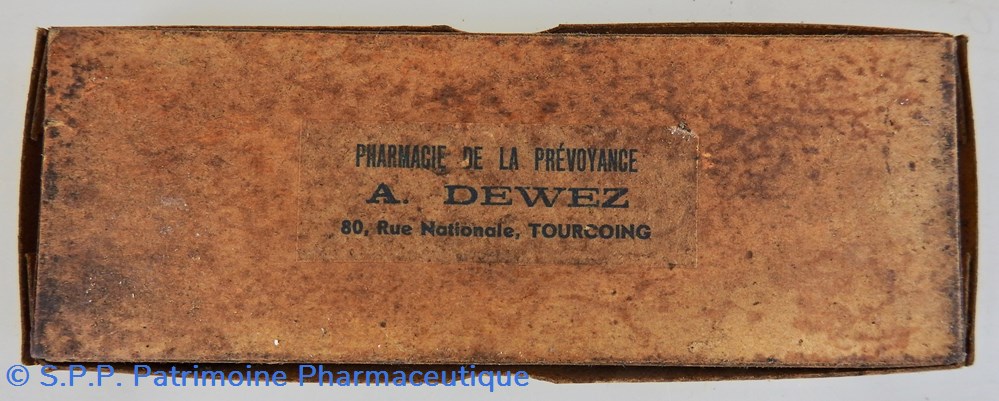 PHARMACIE DE LA PRÉVOYANCE
A. DEWEZ
80, Rue Nationale, TOURCOING
© S.P.P. Patrimoine Pharmaceutique